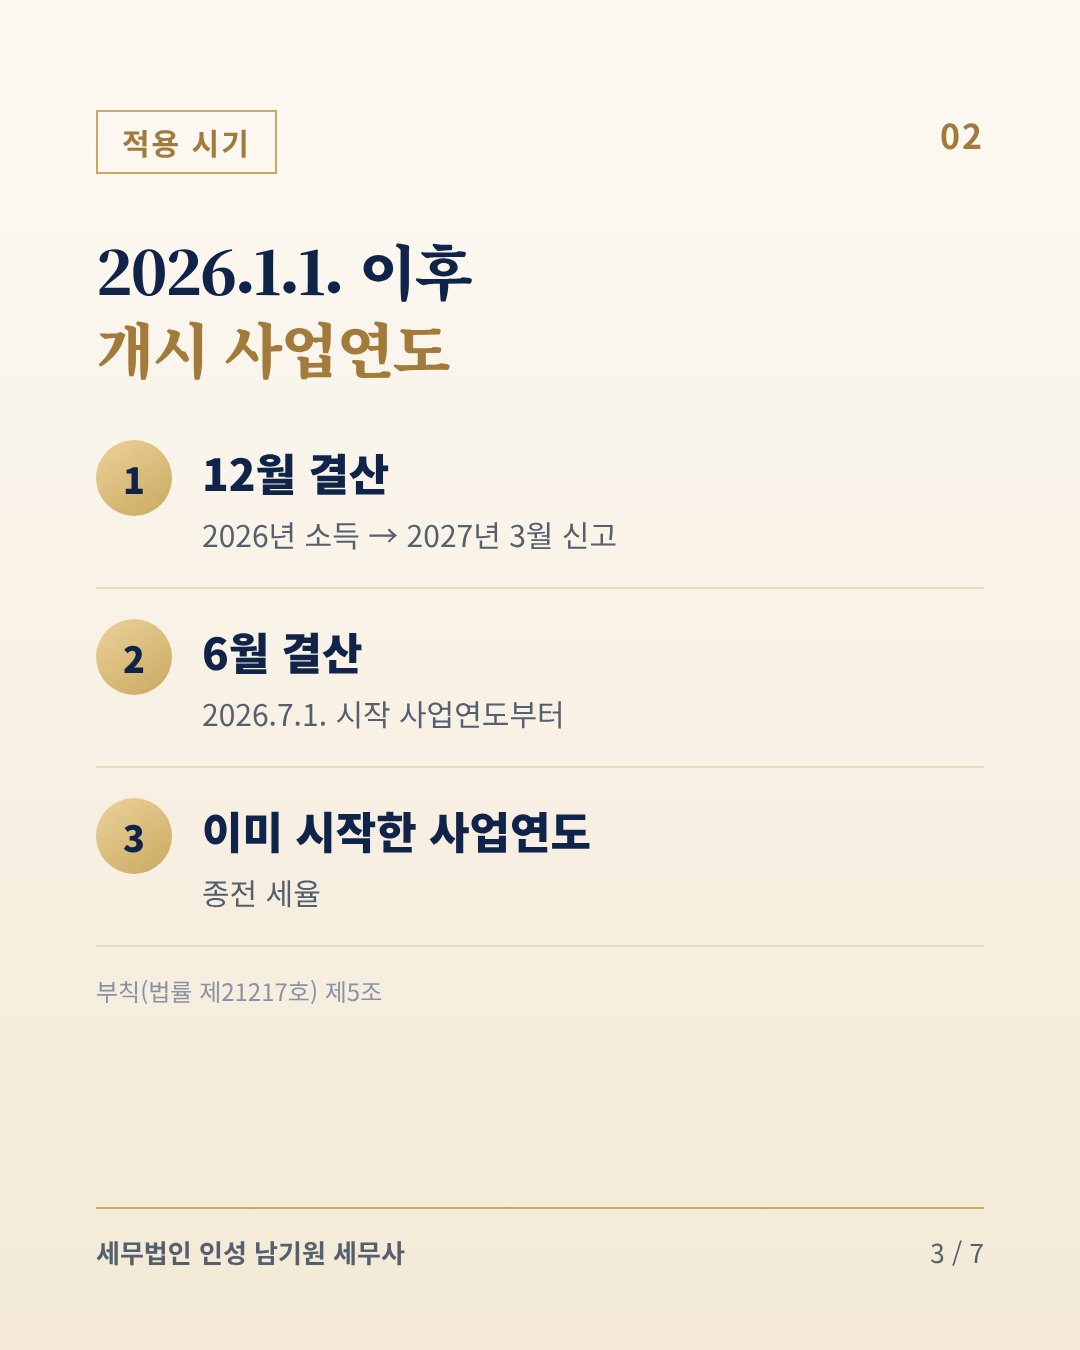 적용 시기
02
2026.1.1. 이후
개시 사업연도
1
12월 결산
2026년 소득 → 2027년 3월 신고
2
6월 결산
2026.7.1. 시작 사업연도부터
3
이미 시작한 사업연도
종전 세율
부칙(법률 제21217호) 제5조
세무법인 인성 남기원 세무사
3 / 7